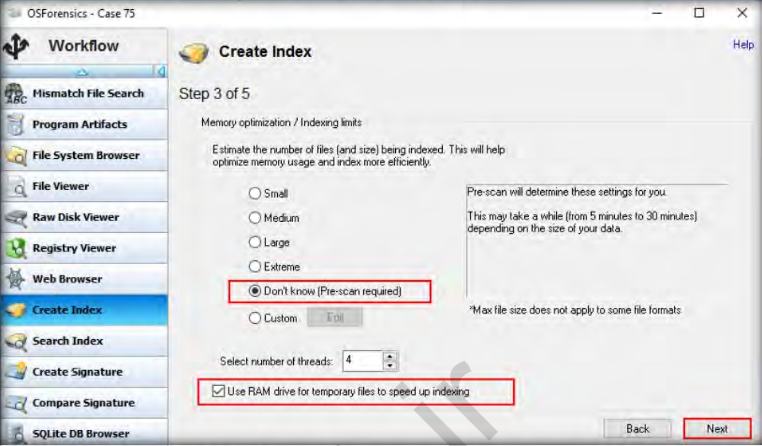 OSForensics - Case 75
Workflow
Create Index
Help
Mismatch File Search
Program Artifacts
File System Browser
File Viewer
Raw Disk Viewer
Registry Viewer
Web Browser
Create Index
Search Index
Create Signature
Compare Signature
SQLite DB Browser
Step 3 of 5
Memory optimization / Indexing limits
Estimate the number of files (and size) being indexed. This will help
optimize memory usage and index more efficiently.
Small
Medium
Large
Extreme
Don't know (Pre-scan required)
Custom
Edit
Pre-scan will determine these settings for you.
This may take a while (from 5 minutes to 30 minutes)
depending on the size of your data.
*Max file size does not apply to some file formats
Select number of threads: 4
Use RAM drive for temporary files to speed up indexing
Back
Next